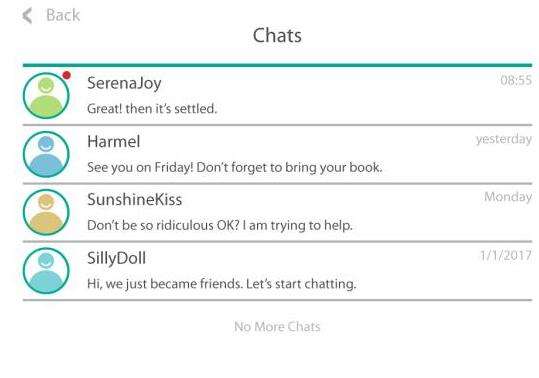 Back
Chats
SerenaJoy 08:55
Great! then it's settled.
Harmel yesterday
See you on Friday! Don't forget to bring your book.
SunshineKiss Monday
Don't be so ridiculous OK? I am trying to help.
SillyDoll 1/1/2017
Hi, we just became friends. Let's start chatting.
No More Chats